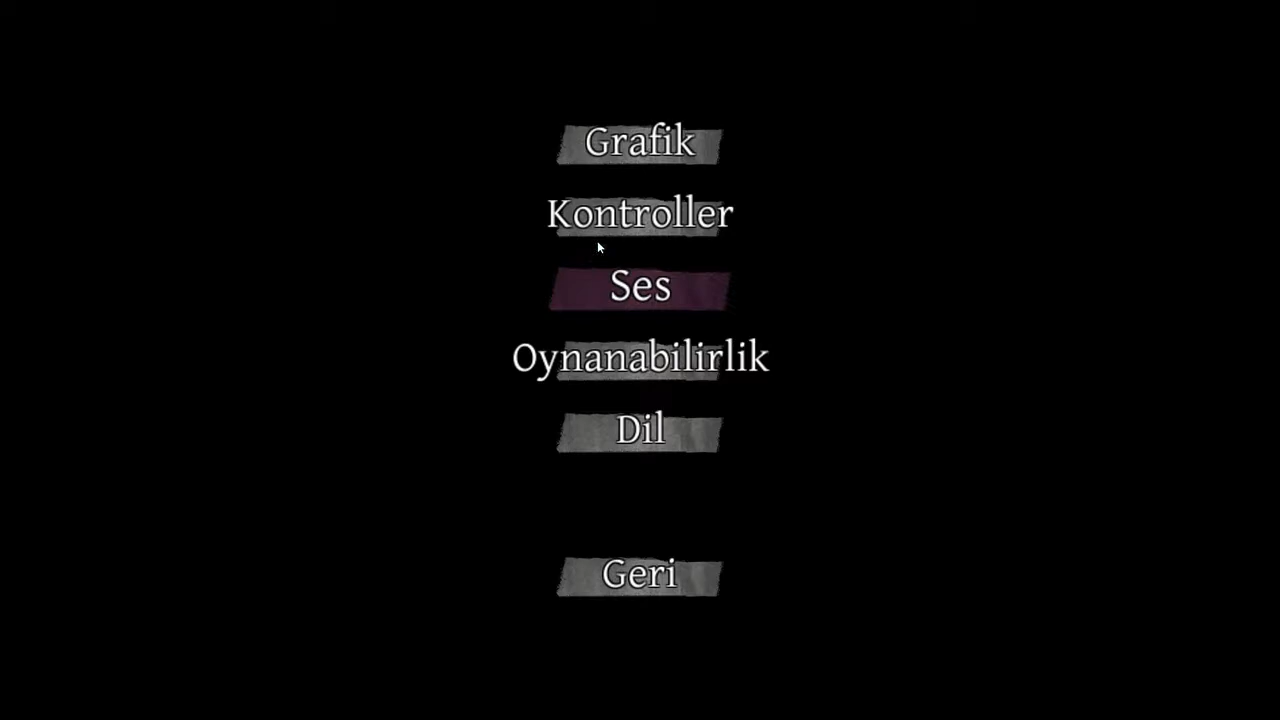 Grafik
Kontroller
Ses
Oynanabilirlik
Dil
Geri